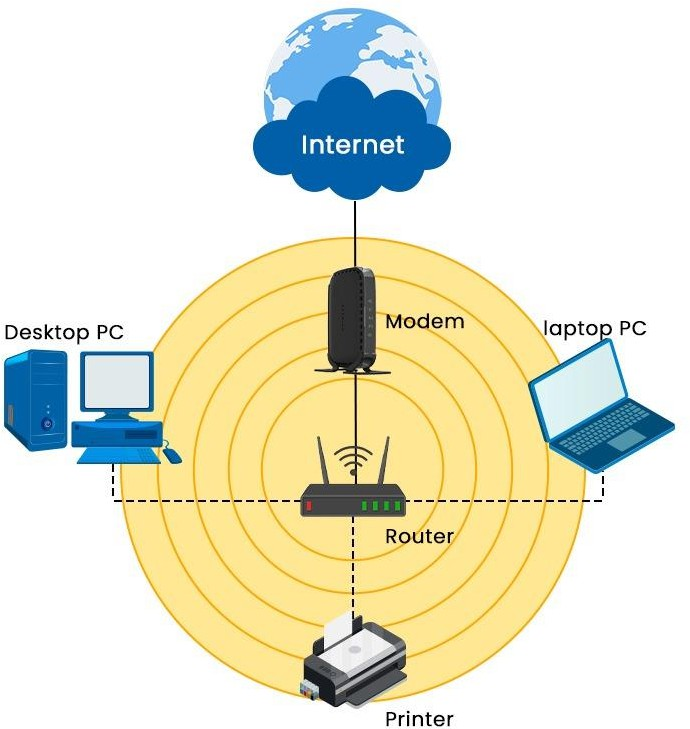 Internet
Modem
Desktop PC
laptop PC
Router
Printer